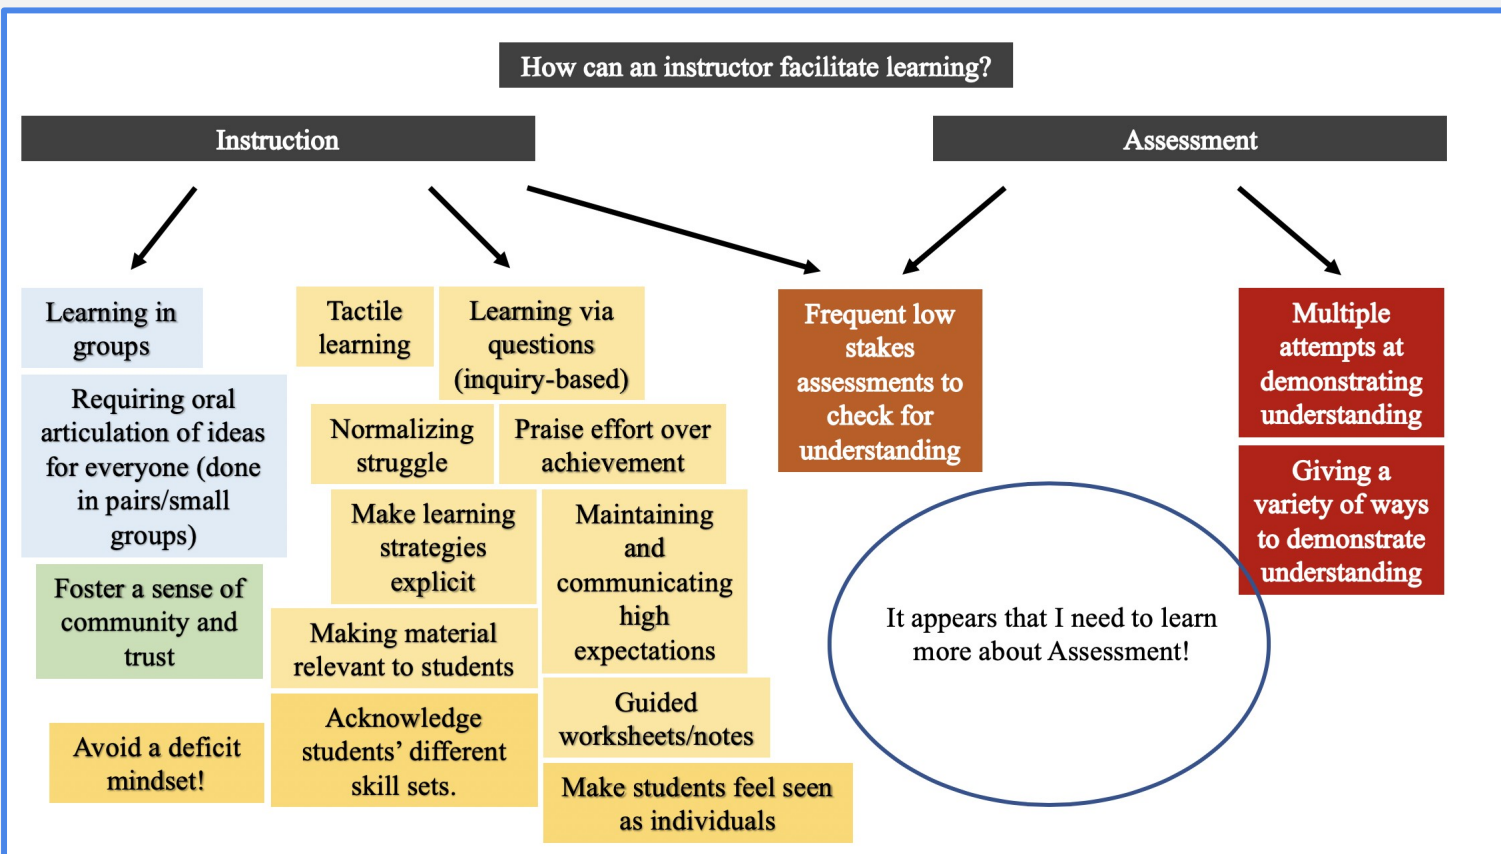 How can an instructor facilitate learning?
Instruction
Assessment
Learning in
groups
Requiring oral
articulation of ideas
for everyone (done
in pairs/small
groups)
Foster a sense of
community and
trust
Avoid a deficit
mindset!
Tactile
learning
Learning via
questions
(inquiry-based)
Normalizing
struggle
Praise effort over
achievement
Make learning
strategies
explicit
Maintaining
and
communicating
high
expectations
Making material
relevant to students
Acknowledge
students’ different
skill sets.
Guided
worksheets/notes
Make students feel seen
as individuals
Frequent low
stakes
assessments to
check for
understanding
Multiple
attempts at
demonstrating
understanding
Giving a
variety of ways
to demonstrate
understanding
It appears that I need to learn
more about Assessment!